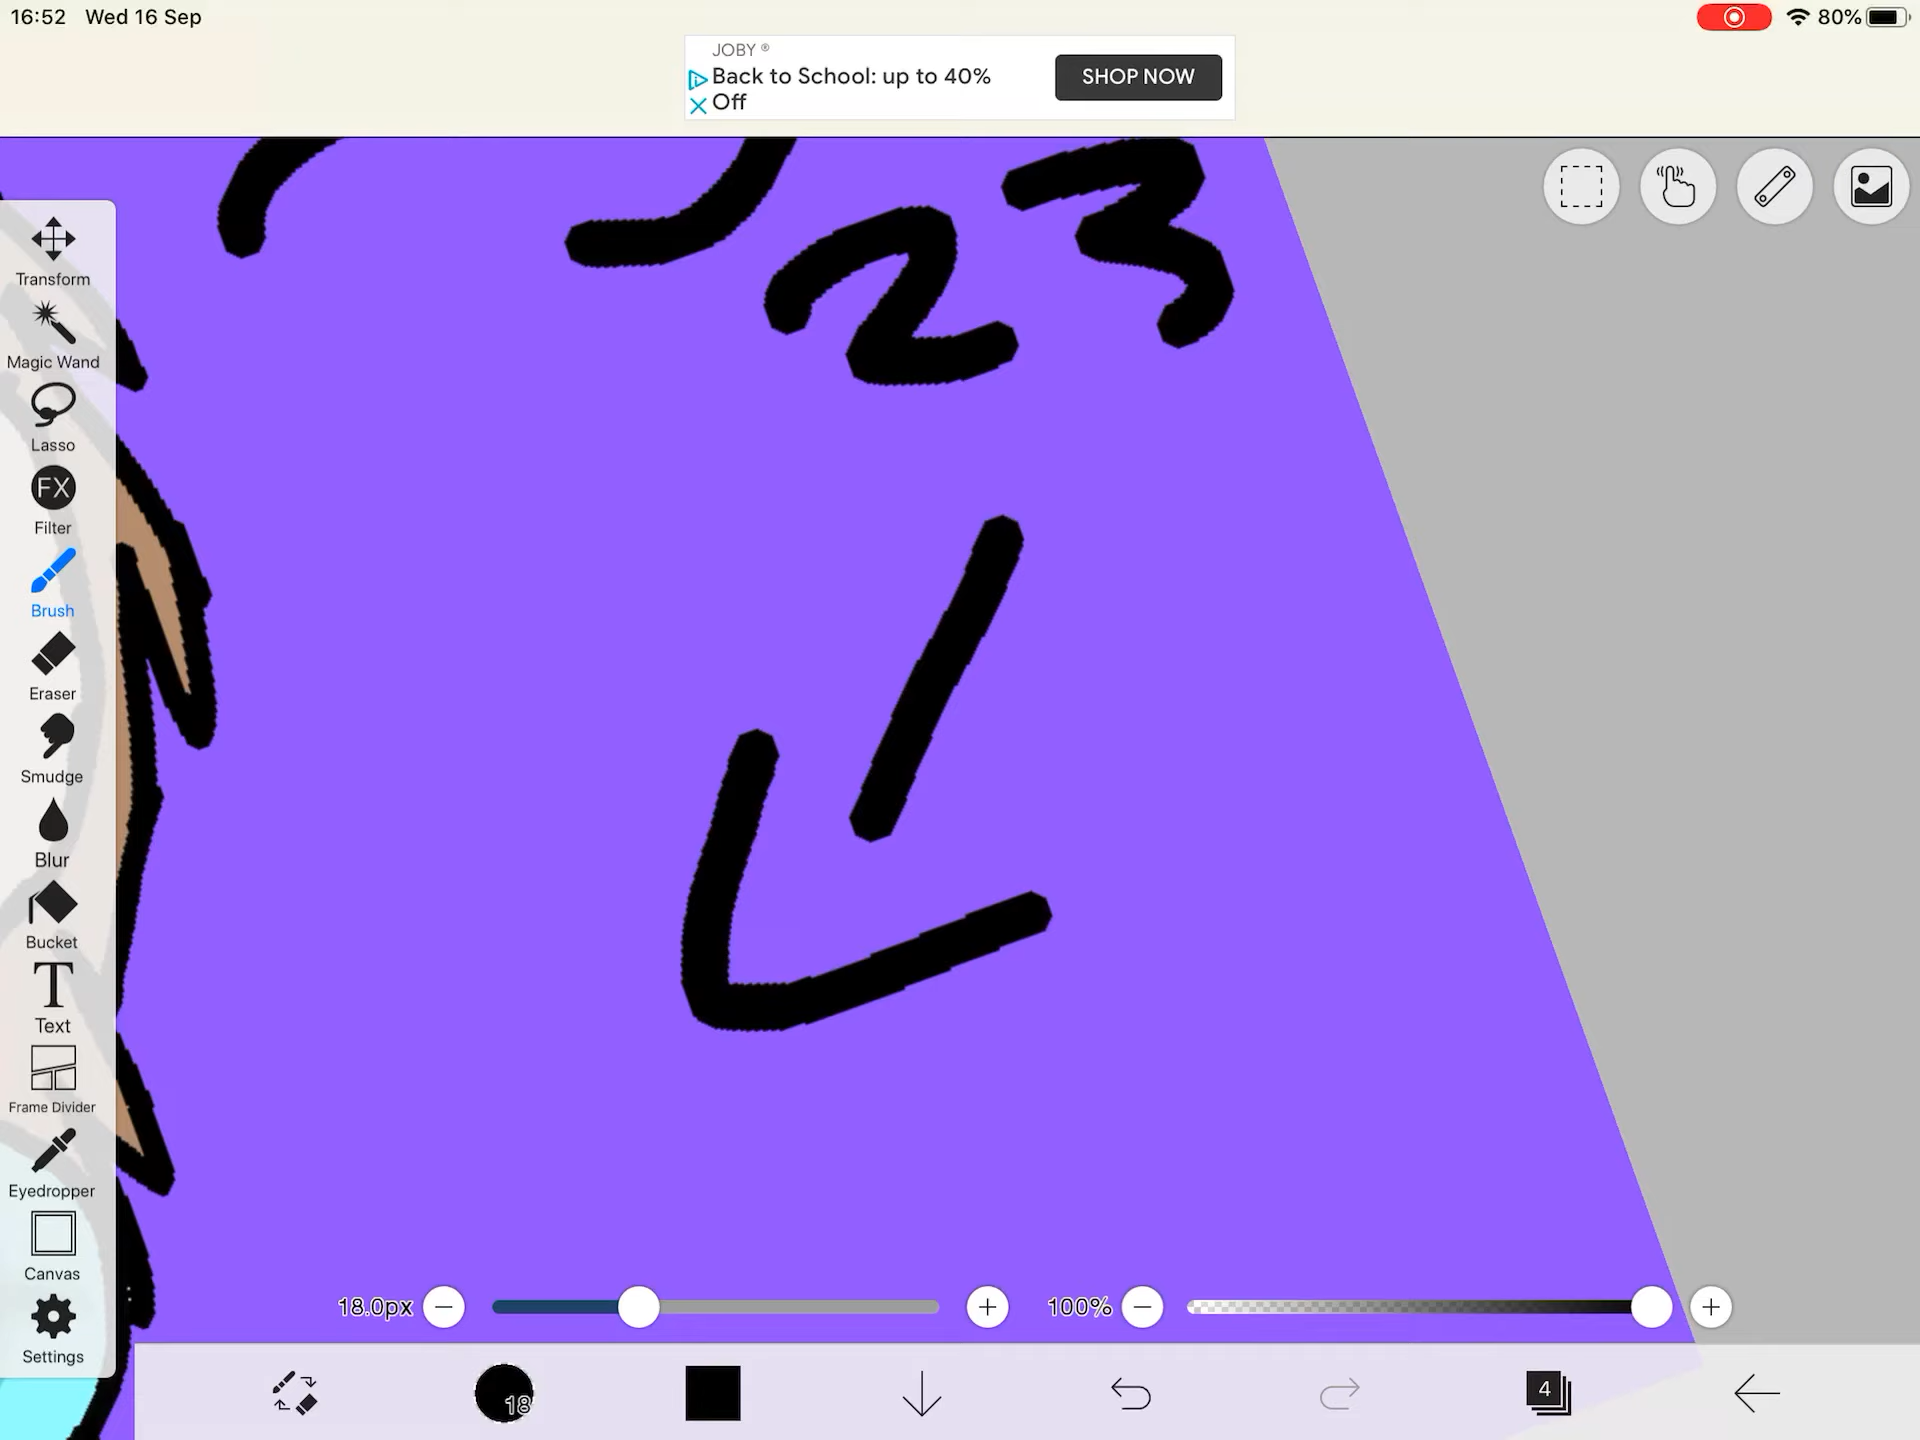 16:52 Wed 16 Sep
80%
JOBY ®
Back to School: up to 40%
Off
SHOP NOW
23
Transform
Magic Wand
Lasso
FX
Filter
Brush
Eraser
Smudge
Blur
Bucket
T
Text
Frame Divider
Eyedropper
Canvas
Settings
18.0px
100%
18
4